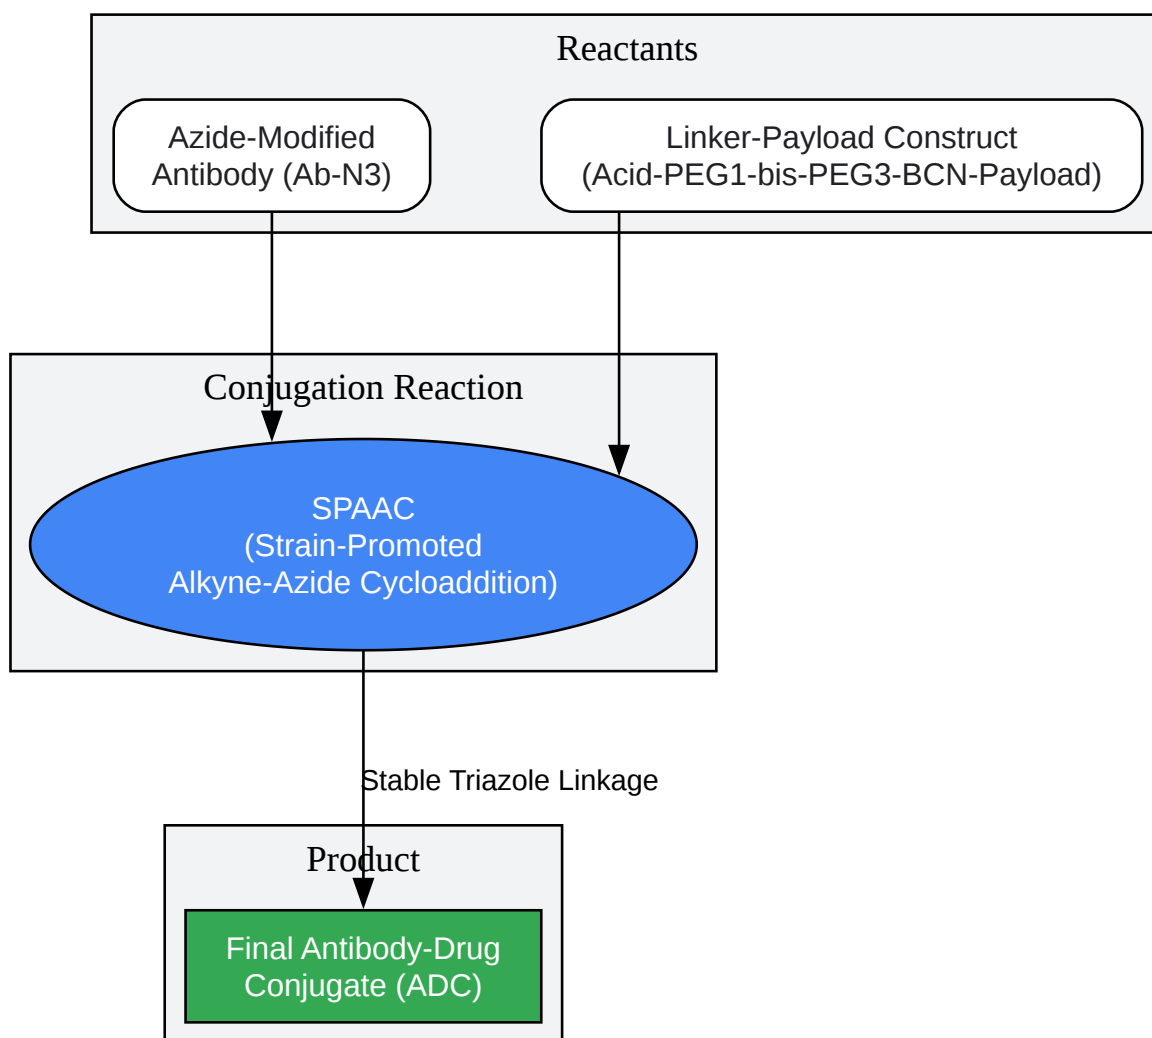 Reactants
Azide-Modified
Antibody (Ab-N3)
Linker-Payload Construct
(Acid-PEG1-bis-PEG3-BCN-Payload)
Conjugation Reaction
SPAAC
(Strain-Promoted
Alkyne-Azide Cycloaddition)
Stable Triazole Linkage
Product
Final Antibody-Drug
Conjugate (ADC)